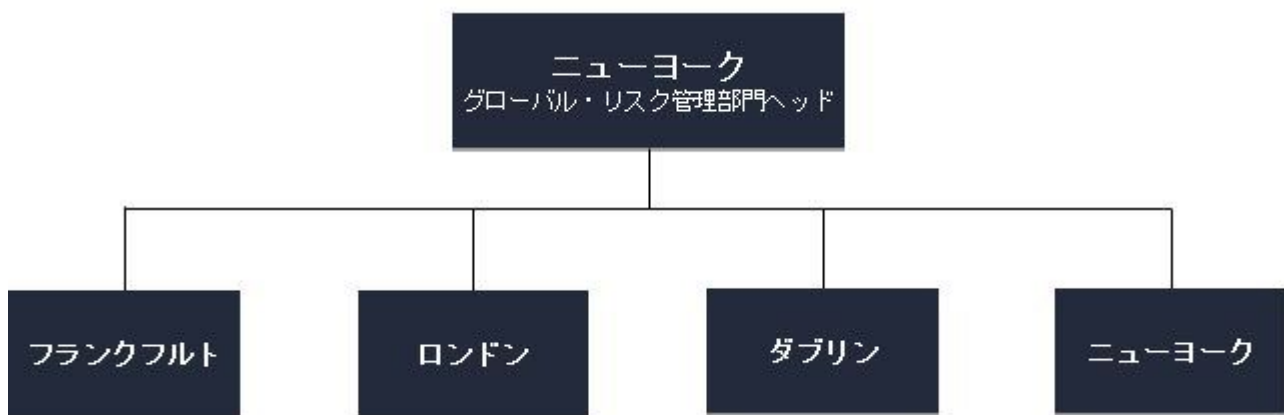 ニューヨーク
グローバル・リスク管理部門ヘッド
フランクフルト
ロンドン
ダブリン
ニューヨーク